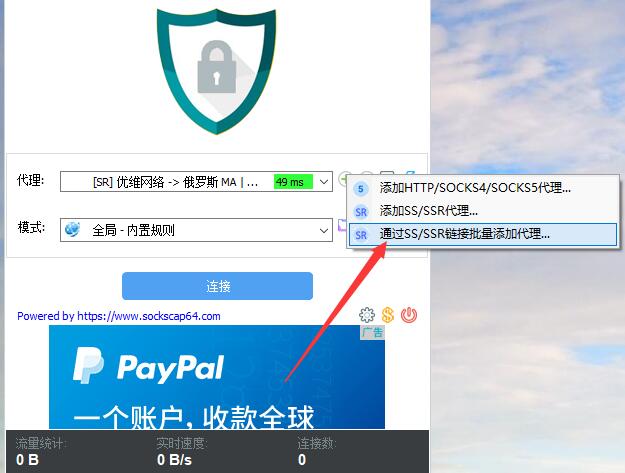 代理:
[SR] 优维网络 -> 俄罗斯 MA | ...
49 ms
5 添加HTTP/SOCKS4/SOCKS5代理...
SR 添加SS/SSR代理...
SR 通过SS/SSR链接批量添加代理...
模式:
全局 - 内置规则
连接
Powered by https://www.sockscap64.com
广告
PayPal
一个账户, 收款全球
流量统计:
0 B
实时速度:
0 B/s
连接数:
0